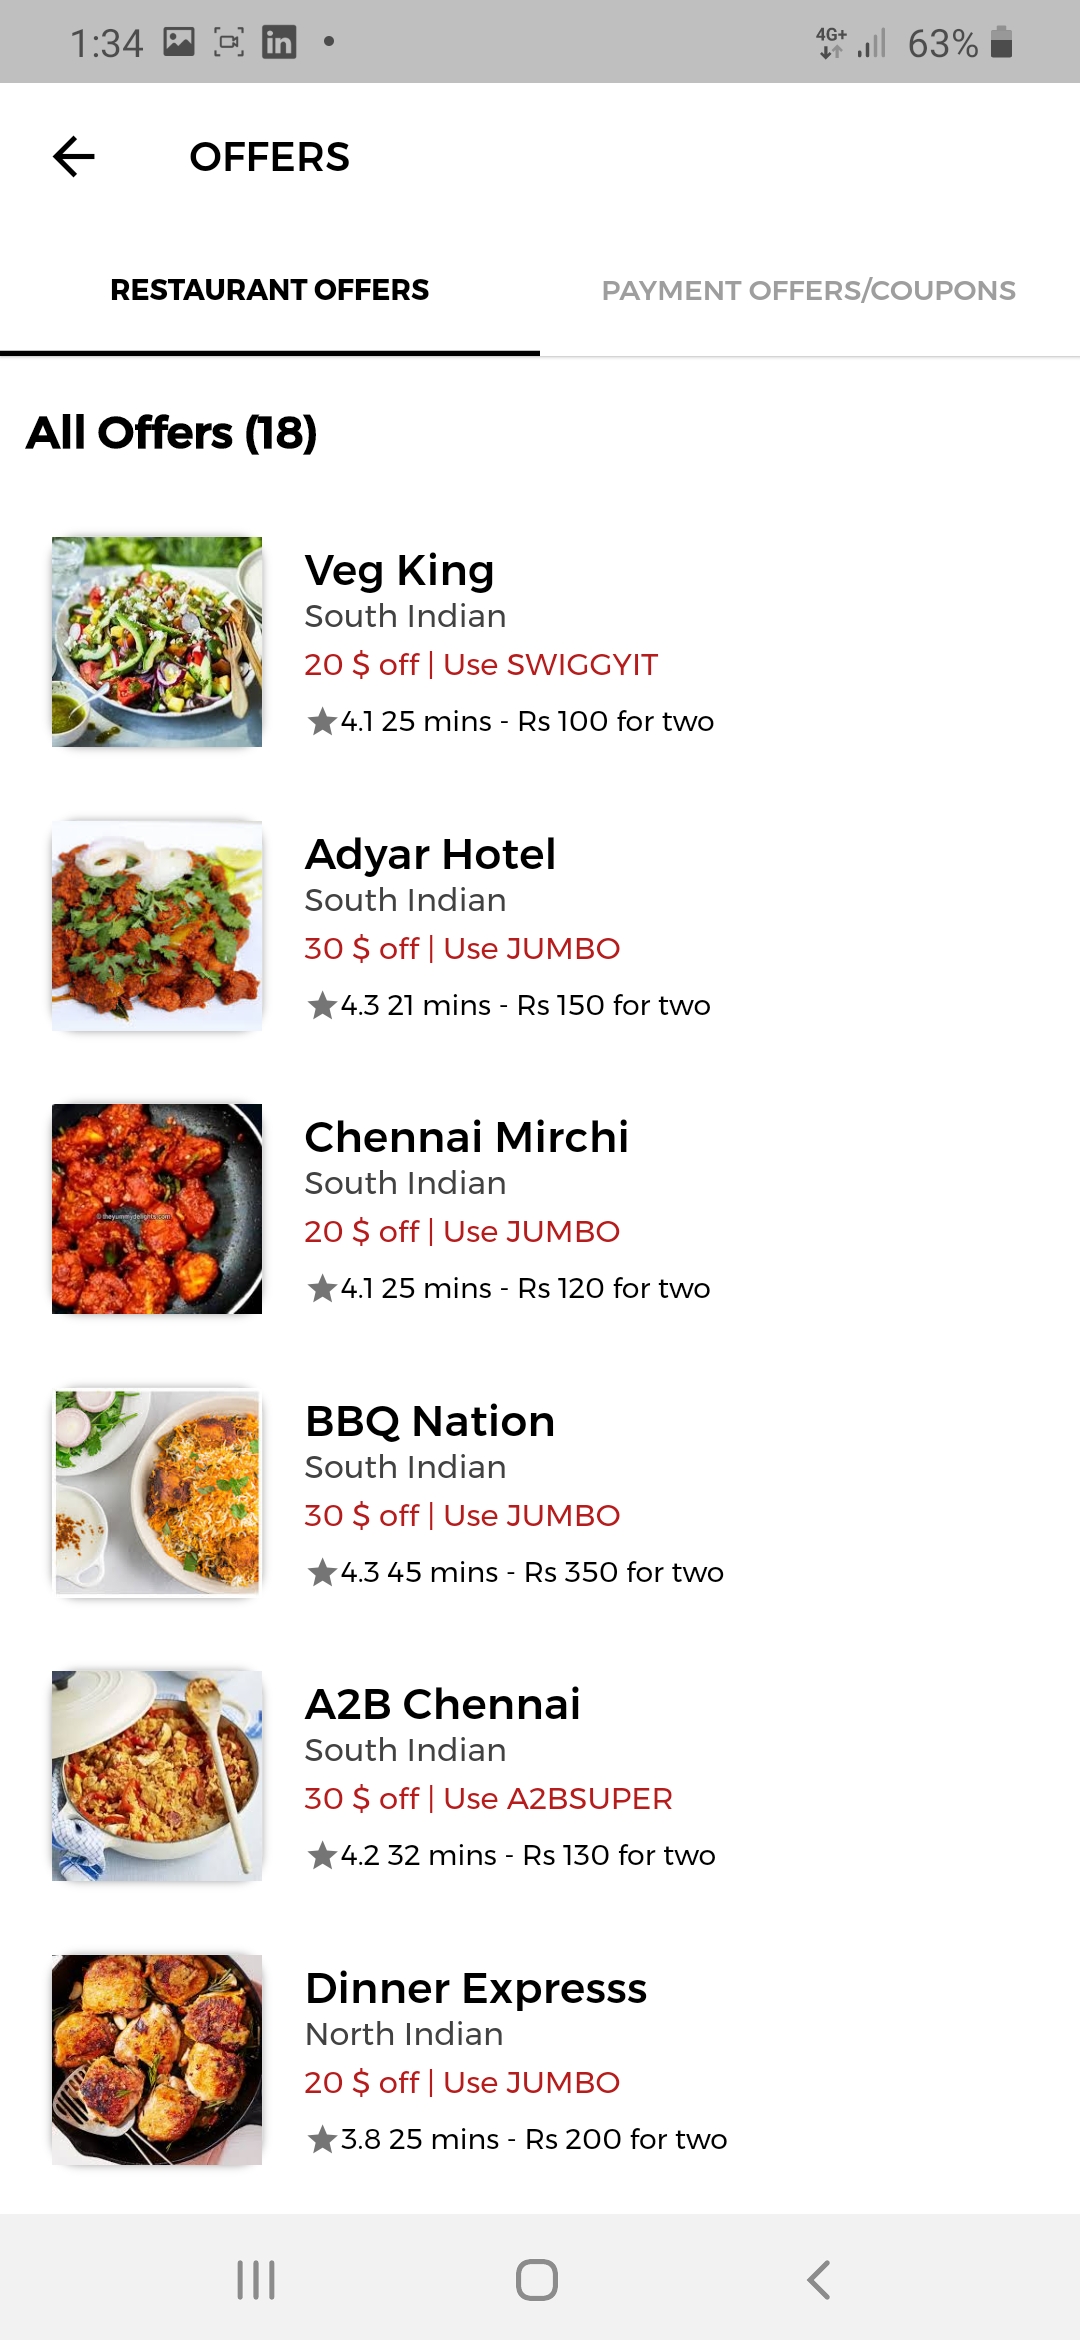 1:34
in
4G+
63%
OFFERS
RESTAURANT OFFERS
PAYMENT OFFERS/COUPONS
All Offers (18)
Veg King
South Indian
20 $ off | Use SWIGGYIT
4.1 25 mins - Rs 100 for two
Adyar Hotel
South Indian
30 $ off | Use JUMBO
4.3 21 mins - Rs 150 for two
© theyummydelights.com
Chennai Mirchi
South Indian
20 $ off | Use JUMBO
4.1 25 mins - Rs 120 for two
BBQ Nation
South Indian
30 $ off | Use JUMBO
4.3 45 mins - Rs 350 for two
A2B Chennai
South Indian
30 $ off | Use A2BSUPER
4.2 32 mins - Rs 130 for two
Dinner Expresss
North Indian
20 $ off | Use JUMBO
3.8 25 mins - Rs 200 for two